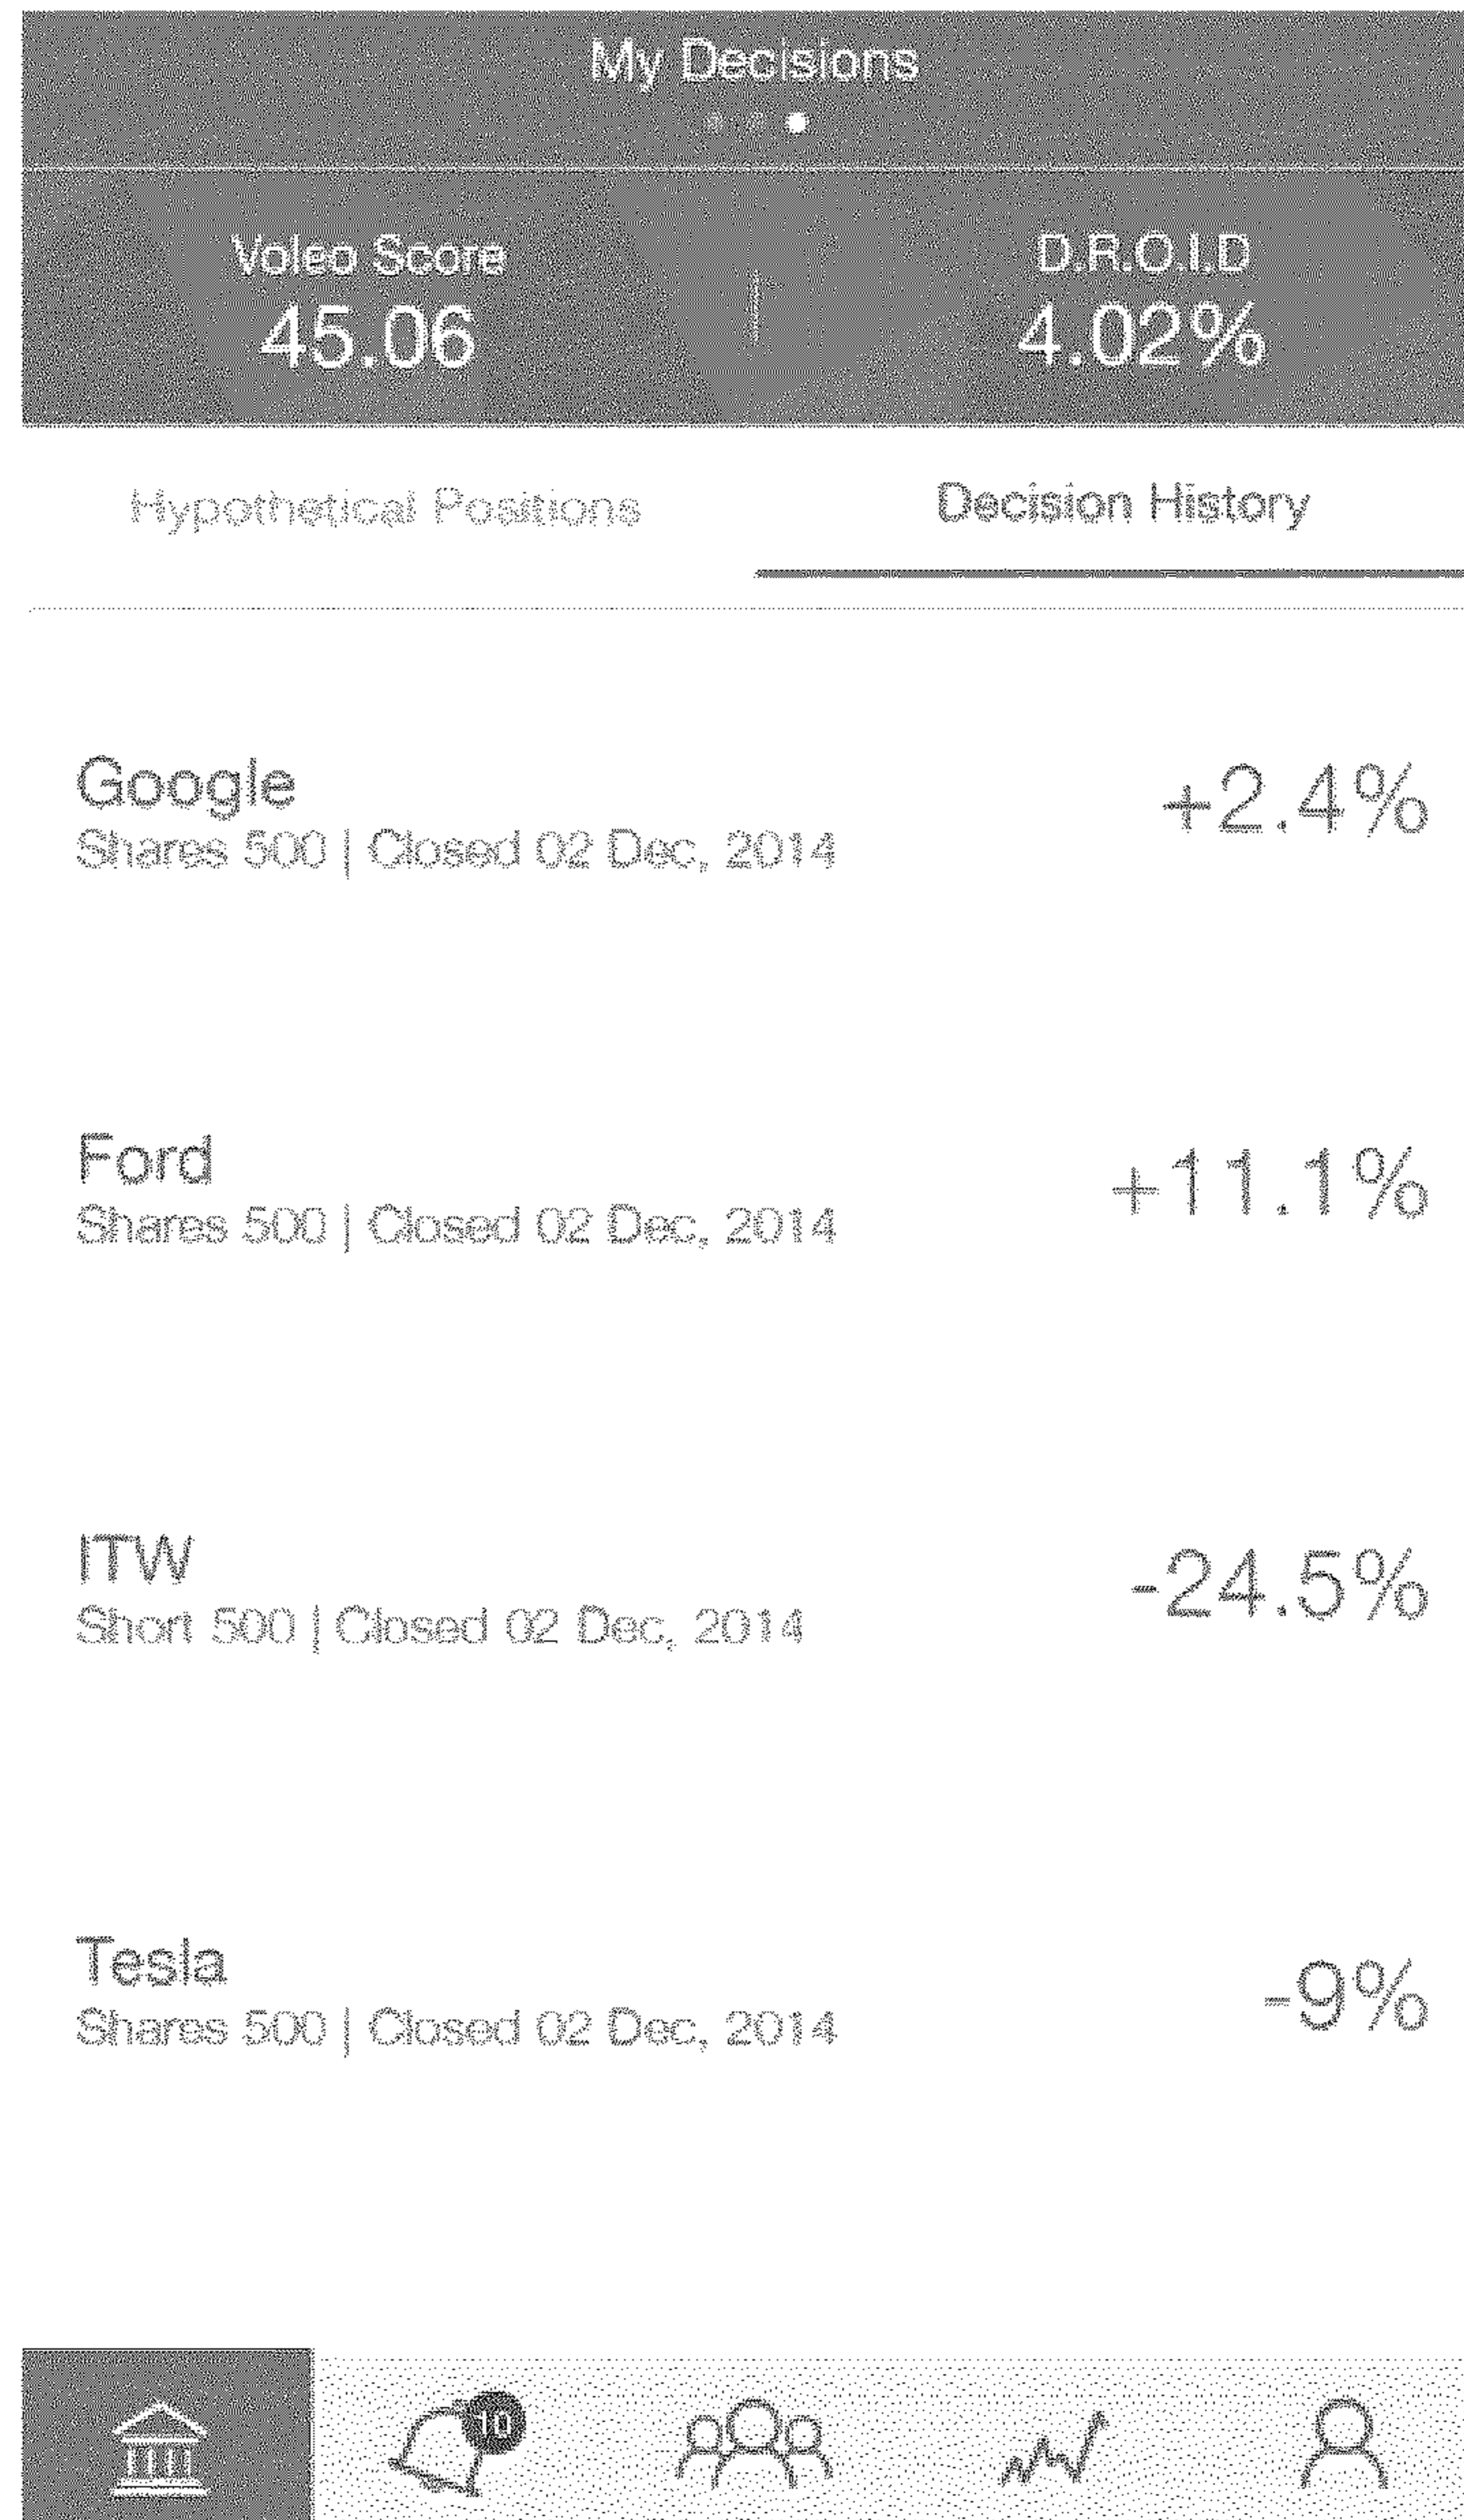 My Decisions
Voleo Score
D.R.O.I.D
45.06
4.02%
Hypothetical Positions
Decision History
Google
+2.4%
Shares 500 | Closed 02 Dec, 2014
Ford
+11.1%
Shares 500 | Closed 02 Dec, 2014
ITW
-24.5%
Short 500 | Closed 02 Dec, 2014
Tesla
-9%
Shares 500 | Closed 02 Dec, 2014
10